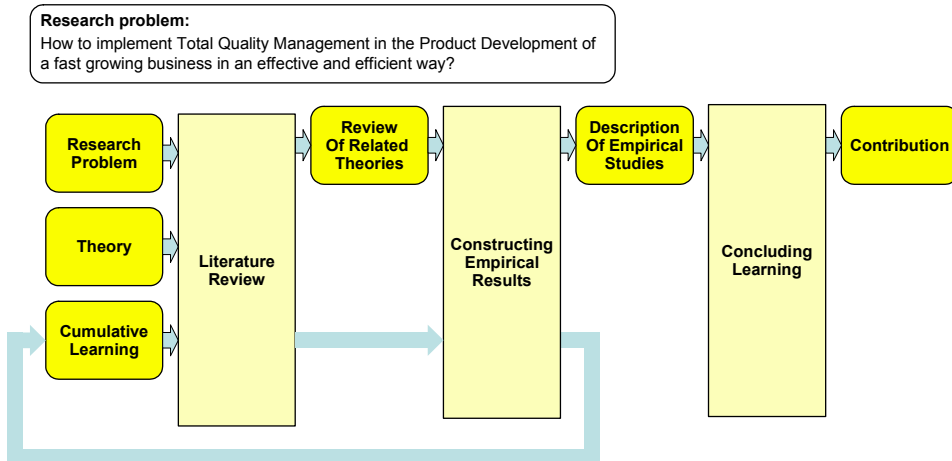 Research problem:
How to implement Total Quality Management in the Product Development of
a fast growing business in an effective and efficient way?
Research
Problem
Theory
Cumulative
Learning
Literature
Review
Review
Of Related
Theories
Constructing
Empirical
Results
Description
Of Empirical
Studies
Concluding
Learning
Contribution